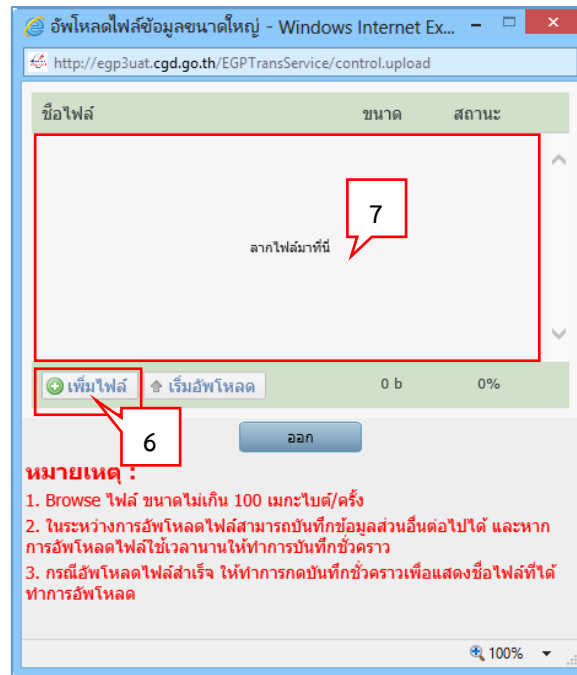 อัพโหลดไฟล์ข้อมูลขนาดใหญ่ - Windows Internet Ex...
http://egp3uat.cgd.go.th/EGPTransService/control.upload
ชื่อไฟล์ ขนาด สถานะ
7
ลากไฟล์มาที่นี่
เพิ่มไฟล์ เริ่มอัพโหลด 0 b 0%
6
ออก
หมายเหตุ :
1. Browse ไฟล์ ขนาดไม่เกิน 100 เมกะไบต์/ครั้ง
2. ในระหว่างการอัพโหลดไฟล์สามารถบันทึกข้อมูลส่วนอื่นต่อไปได้ และหาก
การอัพโหลดไฟล์ใช้เวลานานให้ทำการบันทึกชั่วคราว
3. กรณีอัพโหลดไฟล์สำเร็จ ให้ทำการกดบันทึกชั่วคราวเพื่อแสดงชื่อไฟล์ที่ได้
ทำการอัพโหลด
100%